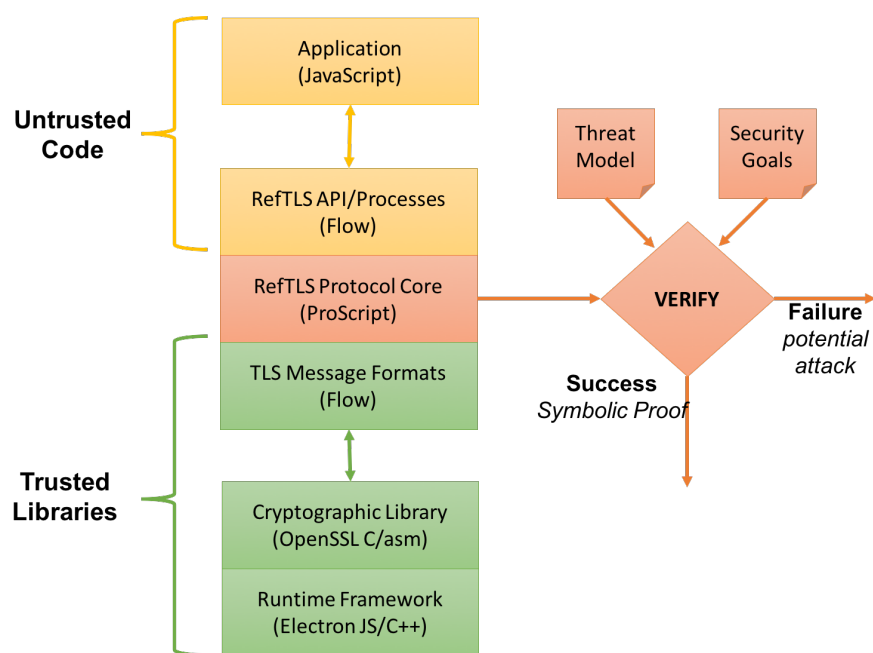 Application
(JavaScript)
Untrusted
Code
RefTLS API/Processes
(Flow)
RefTLS Protocol Core
(ProScript)
TLS Message Formats
(Flow)
Trusted
Libraries
Cryptographic Library
(OpenSSL C/asm)
Runtime Framework
(Electron JS/C++)
Threat
Model
Security
Goals
VERIFY
Failure
potential
attack
Success
Symbolic Proof